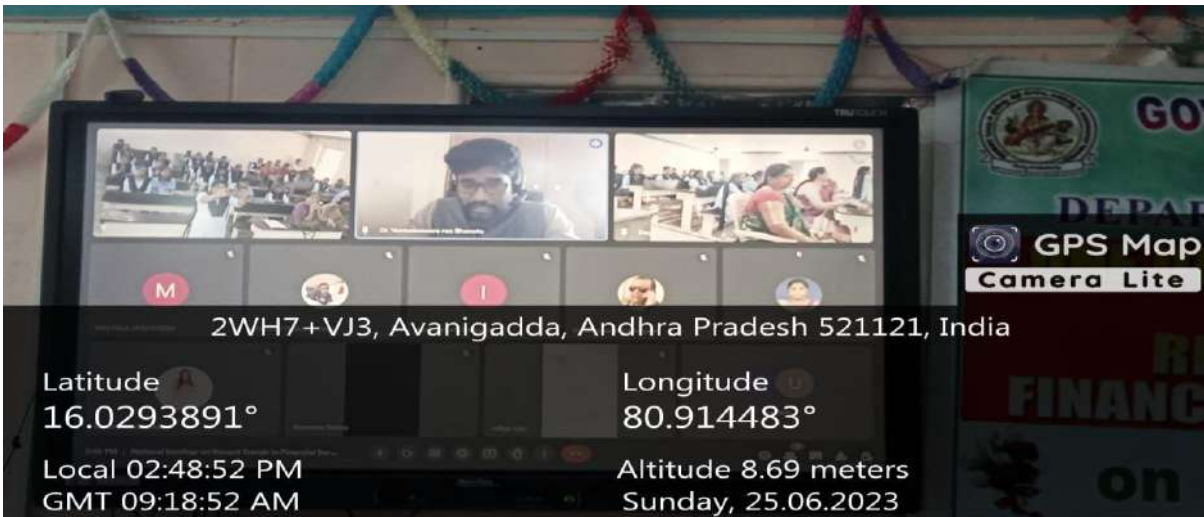 TRUTOUCH
GO
DEPAR
GPS Map
Camera Lite
M
I
2WH7+VJ3, Avanigadda, Andhra Pradesh 521121, India
Latitude
16.0293891°
Longitude
80.914483°
U
FINANC
on
Local 02:48:52 PM
GMT 09:18:52 AM
Altitude 8.69 meters
Sunday, 25.06.2023